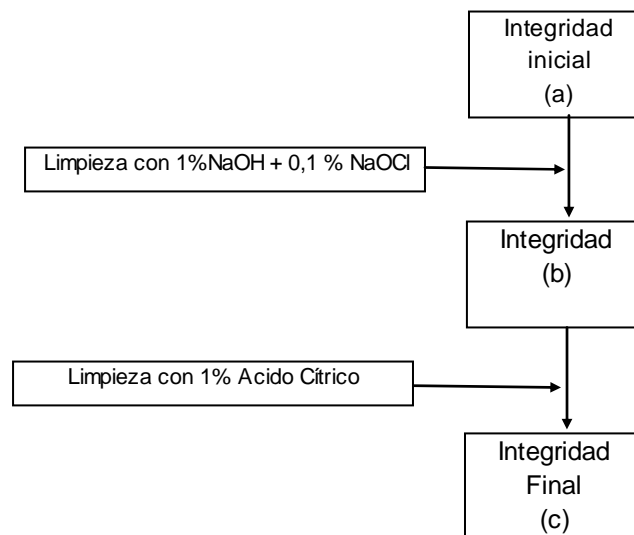 Integridad
inicial
(a)
Limpieza con 1%NaOH + 0,1 % NaOCl
Integridad
(b)
Limpieza con 1% Acido Cítrico
Integridad
Final
(c)